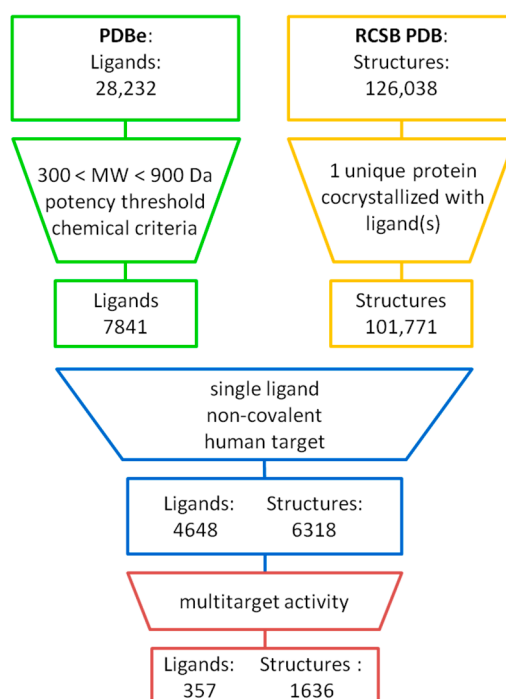 PDBe:
Ligands:
28,232
RCSB PDB:
Structures:
126,038
300 < MW < 900 Da
potency threshold
chemical criteria
1 unique protein
cocrystallized with
ligand(s)
Ligands
7841
Structures
101,771
single ligand
non-covalent
human target
Ligands: Structures:
4648 6318
multitarget activity
Ligands: Structures :
357 1636